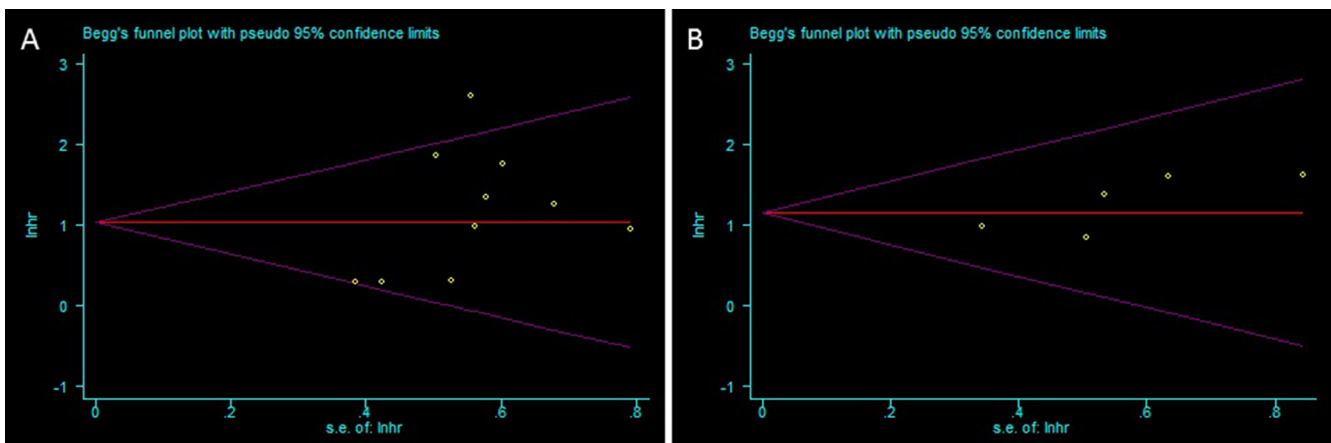 A
Begg's funnel plot with pseudo 95% confidence limits
3
2
1
0
-1
lnhr
0 .2 .4 .6 .8
s.e. of: lnhr
B
Begg's funnel plot with pseudo 95% confidence limits
3
2
1
0
-1
lnhr
0 .2 .4 .6 .8
s.e. of: lnhr